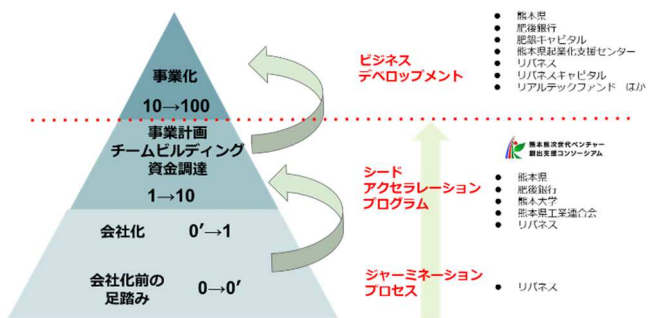 事業化
10→100
事業計画
チームビルディング
資金調達
1→10
会社化 0′→1
会社化前の
足踏み 0→0′
ビジネス
デベロップメント
シード
アクセラレーション
プログラム
ジャーミネーション
プロセス
● 熊本県
● 肥後銀行
● 肥銀キャピタル
● 熊本県起業化支援センター
● リバネス
● リバネスキャピタル
● リアルテックファンド ほか
熊本県次世代ベンチャー
創出支援コンソーシアム
● 熊本県
● 肥後銀行
● 熊本大学
● 熊本県工業連合会
● リバネス
● リバネス